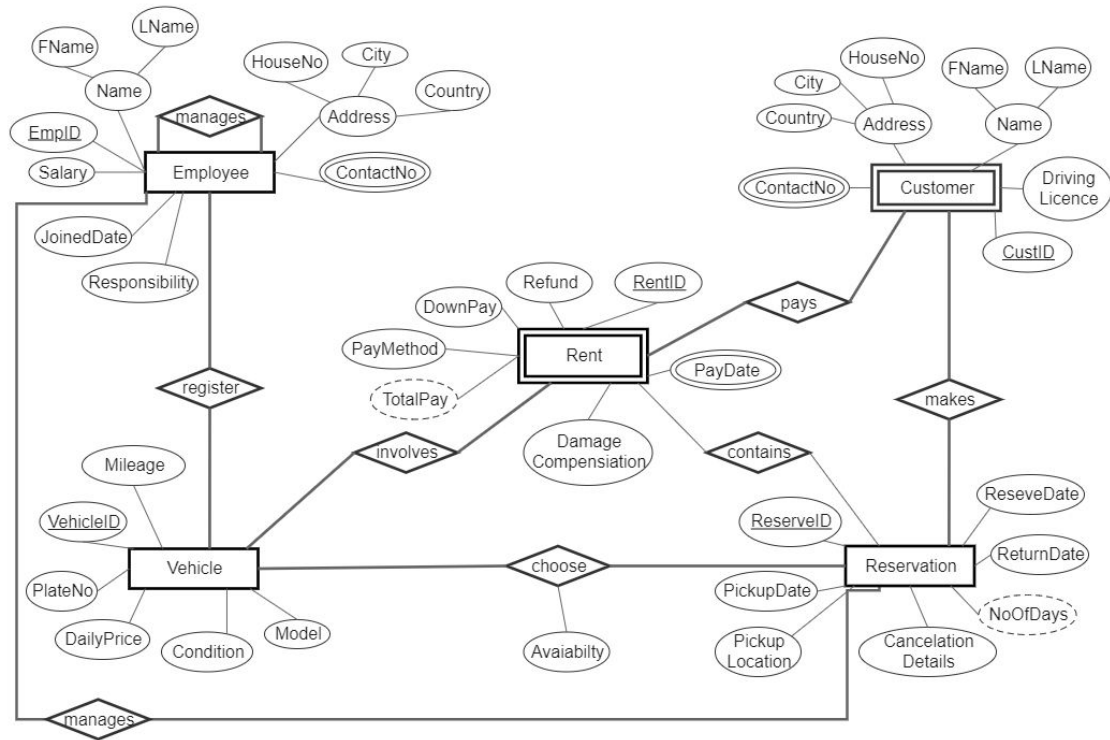 LName
FName
Name
HouseNo
City
Country
Address
manages
EmpID
Salary
Employee
ContactNo
JoinedDate
Responsibility
HouseNo
City
Country
Address
FName
LName
Name
ContactNo
Customer
Driving
Licence
CustID
Refund
RentID
DownPay
PayMethod
Rent
PayDate
TotalPay
Damage
Compensiation
pays
register
involves
contains
makes
Mileage
VehicleID
Vehicle
PlateNo
DailyPrice
Condition
Model
choose
Avaiabilty
ReserveID
ReseveDate
Reservation
ReturnDate
PickupDate
NoOfDays
Pickup
Location
Cancelation
Details
manages